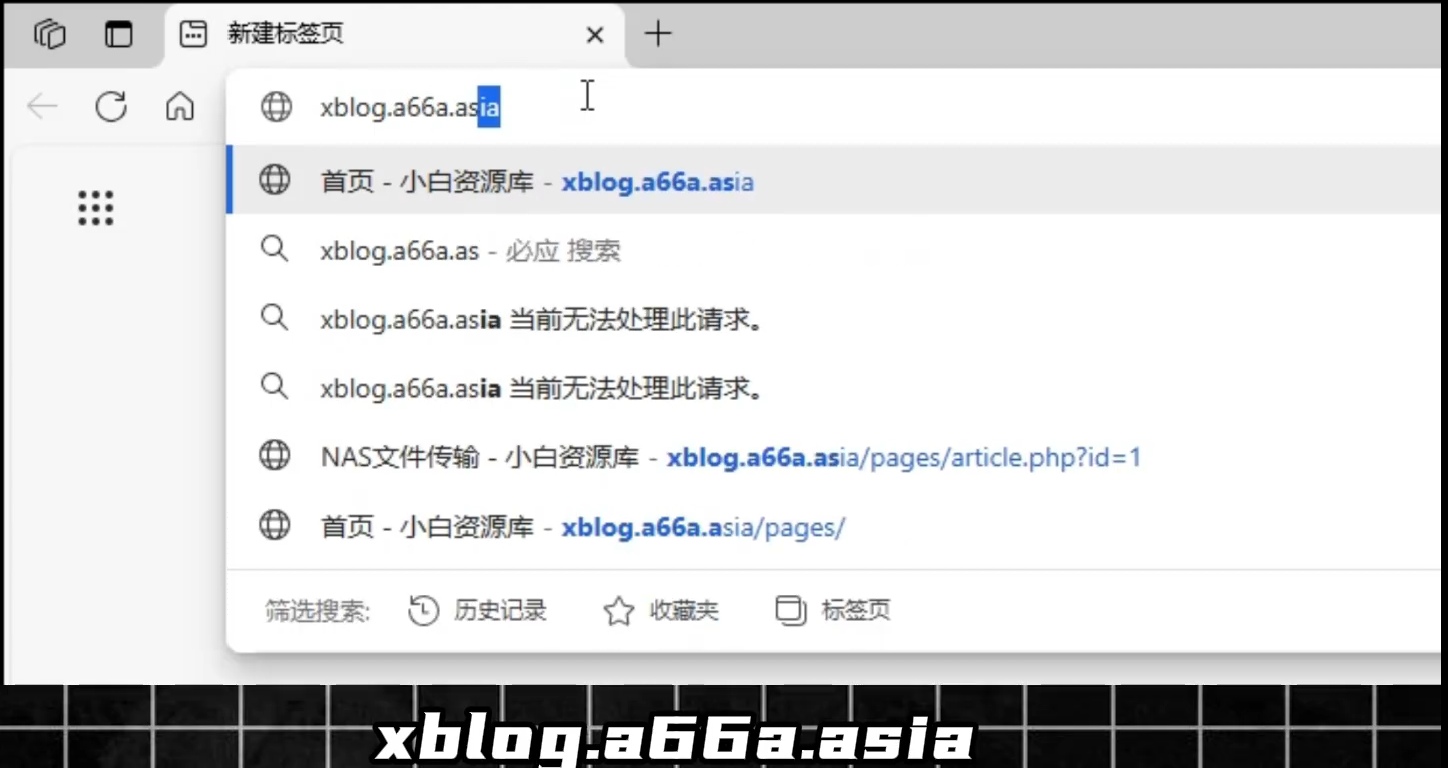 新建标签页
xblog.a66a.asia
首页 - 小白资源库 - xblog.a66a.asia
xblog.a66a.as - 必应 搜索
xblog.a66a.asia 当前无法处理此请求。
xblog.a66a.asia 当前无法处理此请求。
NAS文件传输 - 小白资源库 - xblog.a66a.asia/pages/article.php?id=1
首页 - 小白资源库 - xblog.a66a.asia/pages/
筛选搜索: 历史记录 收藏夹 标签页
xblog.a66a.asia